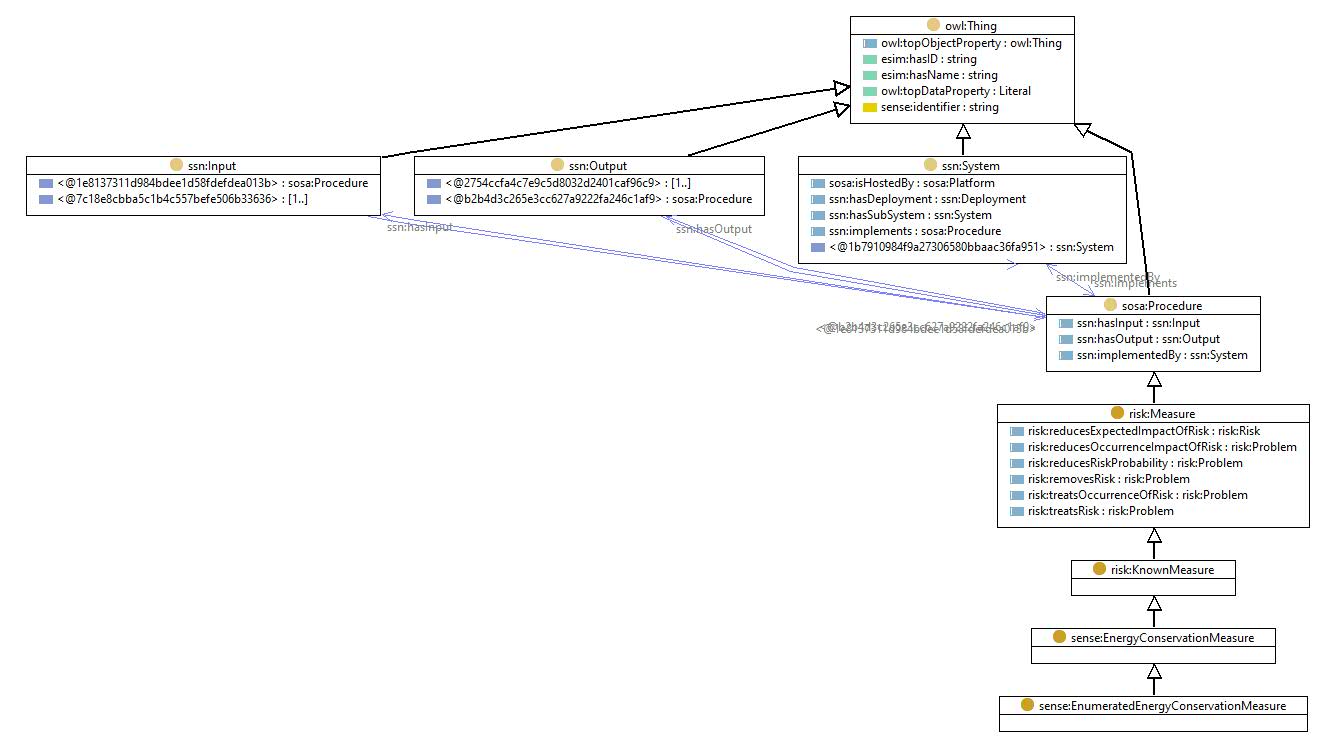 owl:Thing
owl:topObjectProperty : owl:Thing
esim:hasID : string
esim:hasName : string
owl:topDataProperty : Literal
sense:identifier : string
ssn:Input
<@1e8137311d984bdee1d58fdefdea013b> : sosa:Procedure
<@7c18e8cbba5c1b4c557befe506b33636> : [1..]
ssn:Output
<@2754ccfa4c7e9c5d8032d2401caf96c9> : [1..]
<@b2b4d3c265e3cc627a9222fa246c1af9> : sosa:Procedure
ssn:System
sosa:isHostedBy : sosa:Platform
ssn:hasDeployment : ssn:Deployment
ssn:hasSubSystem : ssn:System
ssn:implements : sosa:Procedure
<@1b7910984f9a27306580bbaac36fa951> : ssn:System
ssn:hasInput
ssn:hasOutput
ssn:implementedBy
ssn:implements
sosa:Procedure
ssn:hasInput : ssn:Input
ssn:hasOutput : ssn:Output
ssn:implementedBy : ssn:System
risk:Measure
risk:reducesExpectedImpactOfRisk : risk:Risk
risk:reducesOccurrenceImpactOfRisk : risk:Problem
risk:reducesRiskProbability : risk:Problem
risk:removesRisk : risk:Problem
risk:treatsOccurrenceOfRisk : risk:Problem
risk:treatsRisk : risk:Problem
risk:KnownMeasure
sense:EnergyConservationMeasure
sense:EnumeratedEnergyConservationMeasure